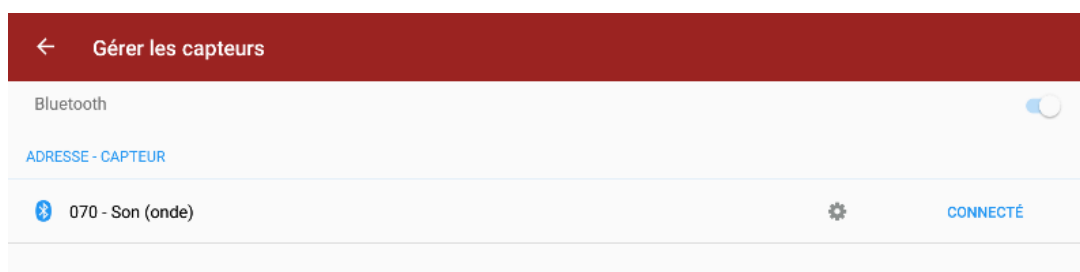 Gérer les capteurs
Bluetooth
ADRESSE - CAPTEUR
070 - Son (onde) CONNECTÉ